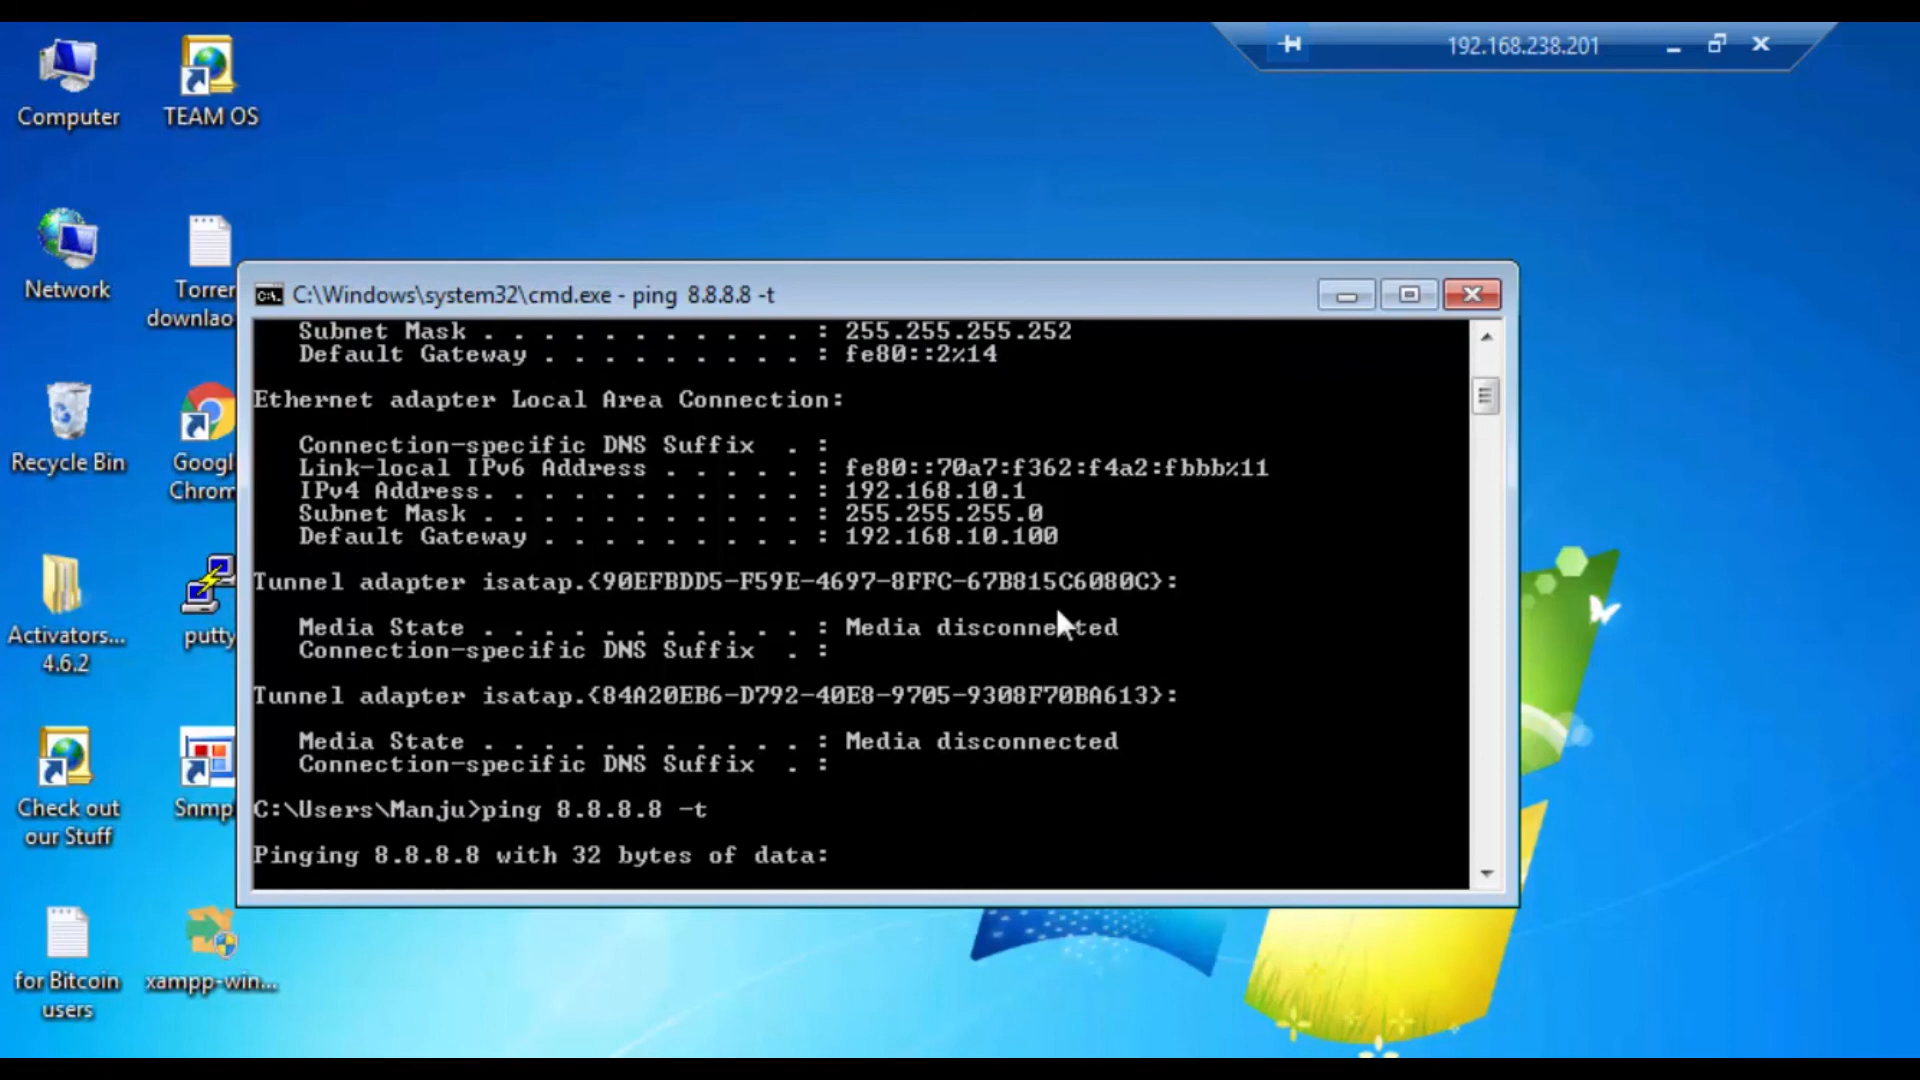 192.168.238.201
Computer
TEAM OS
Network
Torren
downlao
Recycle Bin
Googl
Chrom
Activators...
4.6.2
putty
Check out
our Stuff
Snmp
for Bitcoin
users
xampp-win...
C:\Windows\system32\cmd.exe - ping 8.8.8.8 -t
Subnet Mask . . . . . . . . . . . : 255.255.255.252
Default Gateway . . . . . . . . . : fe80::2%14
Ethernet adapter Local Area Connection:
Connection-specific DNS Suffix  . :
Link-local IPv6 Address . . . . . : fe80::70a7:f362:f4a2:fbbb%11
IPv4 Address. . . . . . . . . . . : 192.168.10.1
Subnet Mask . . . . . . . . . . . : 255.255.255.0
Default Gateway . . . . . . . . . : 192.168.10.100
Tunnel adapter isatap.{90EFBDD5-F59E-4697-8FFC-67B815C6080C}:
Media State . . . . . . . . . . . : Media disconnected
Connection-specific DNS Suffix  . :
Tunnel adapter isatap.{84A20EB6-D792-40E8-9705-9308F70BA613}:
Media State . . . . . . . . . . . : Media disconnected
Connection-specific DNS Suffix  . :
C:\Users\Manju>ping 8.8.8.8 -t
Pinging 8.8.8.8 with 32 bytes of data: